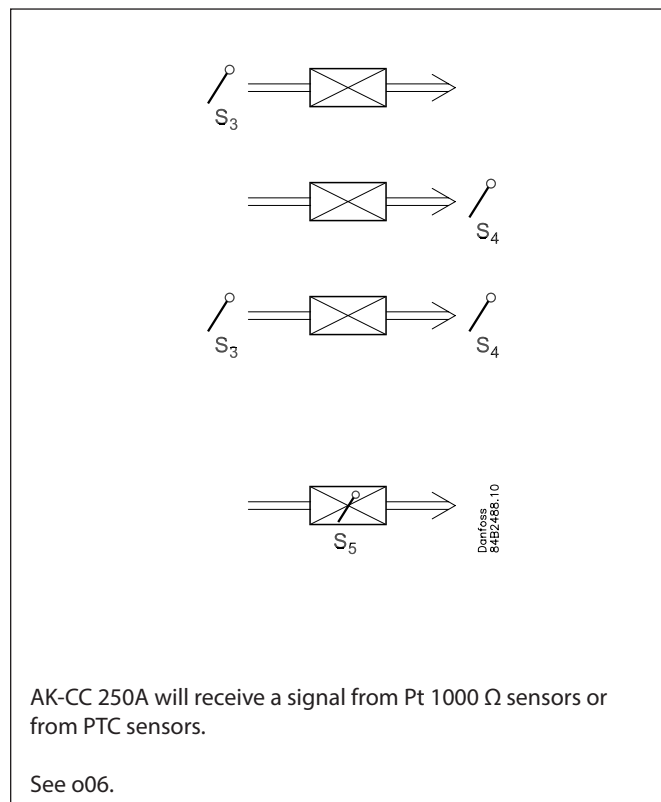 S3
S4
S3 S4
S5
Danfoss
84B2488.10
AK-CC 250A will receive a signal from Pt 1000 Ω sensors or
from PTC sensors.
See o06.